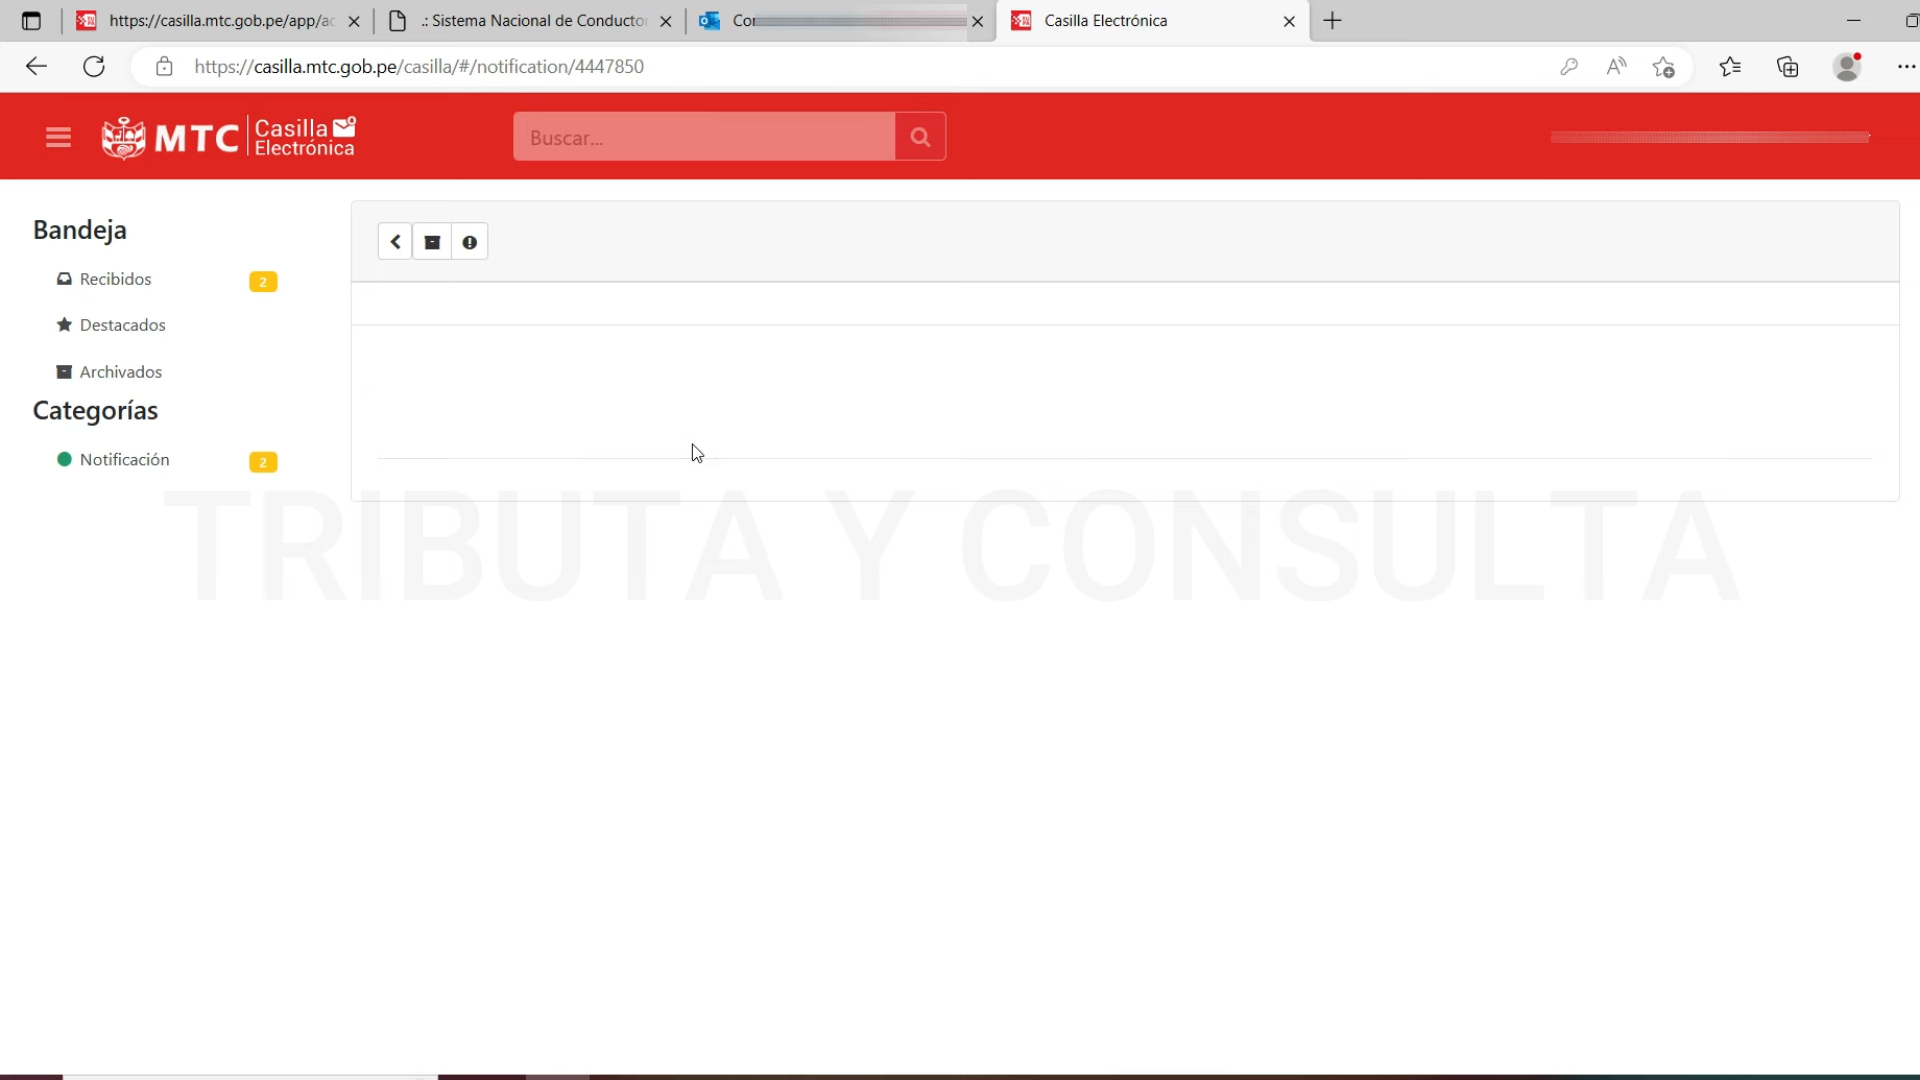 https://casilla.mtc.gob.pe/app/ac
.: Sistema Nacional de Conducto
Co
Casilla Electrónica
https://casilla.mtc.gob.pe/casilla/#/notification/4447850
MTC
Casilla
Electrónica
Buscar...
Bandeja
Recibidos 2
Destacados
Archivados
Categorías
Notificación 2
TRIBUTA Y CONSULTA